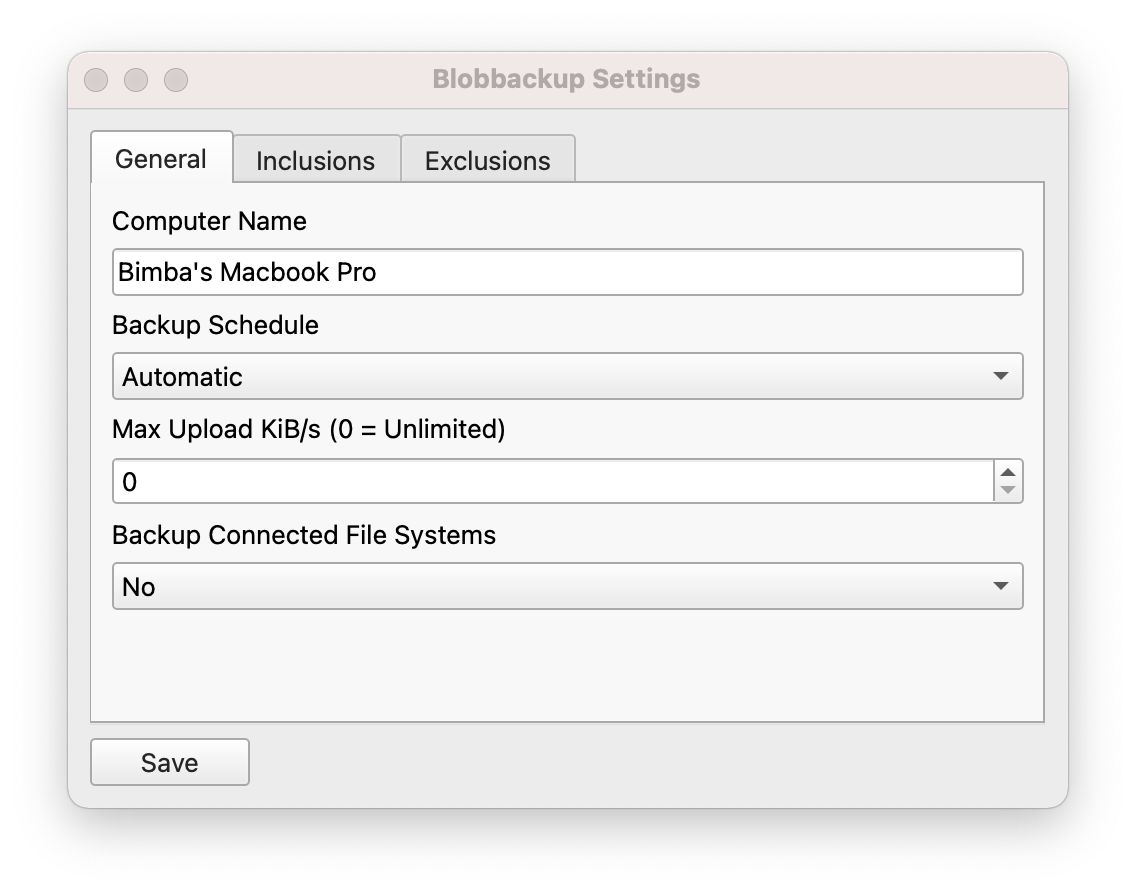 Blobbackup Settings
General Inclusions Exclusions
Computer Name
Bimba's Macbook Pro
Backup Schedule
Automatic
Max Upload KiB/s (0 = Unlimited)
0
Backup Connected File Systems
No
Save